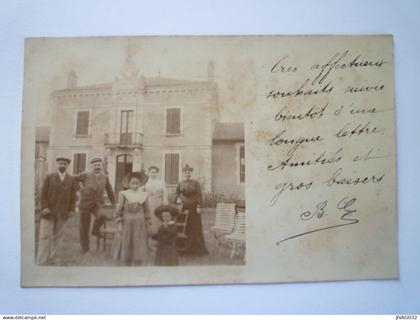 Très affectueux
souhaits suivis
bientôt d'une
longue lettre.
Amitiés et
gros baisers
B. G